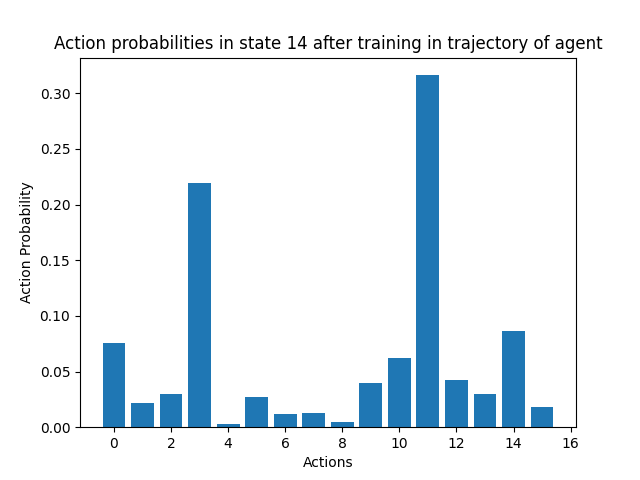 Action probabilities in state 14 after training in trajectory of agent
0.30
0.25
0.20
0.15
0.10
0.05
0.00
Action Probability
0 2 4 6 8 10 12 14 16
Actions